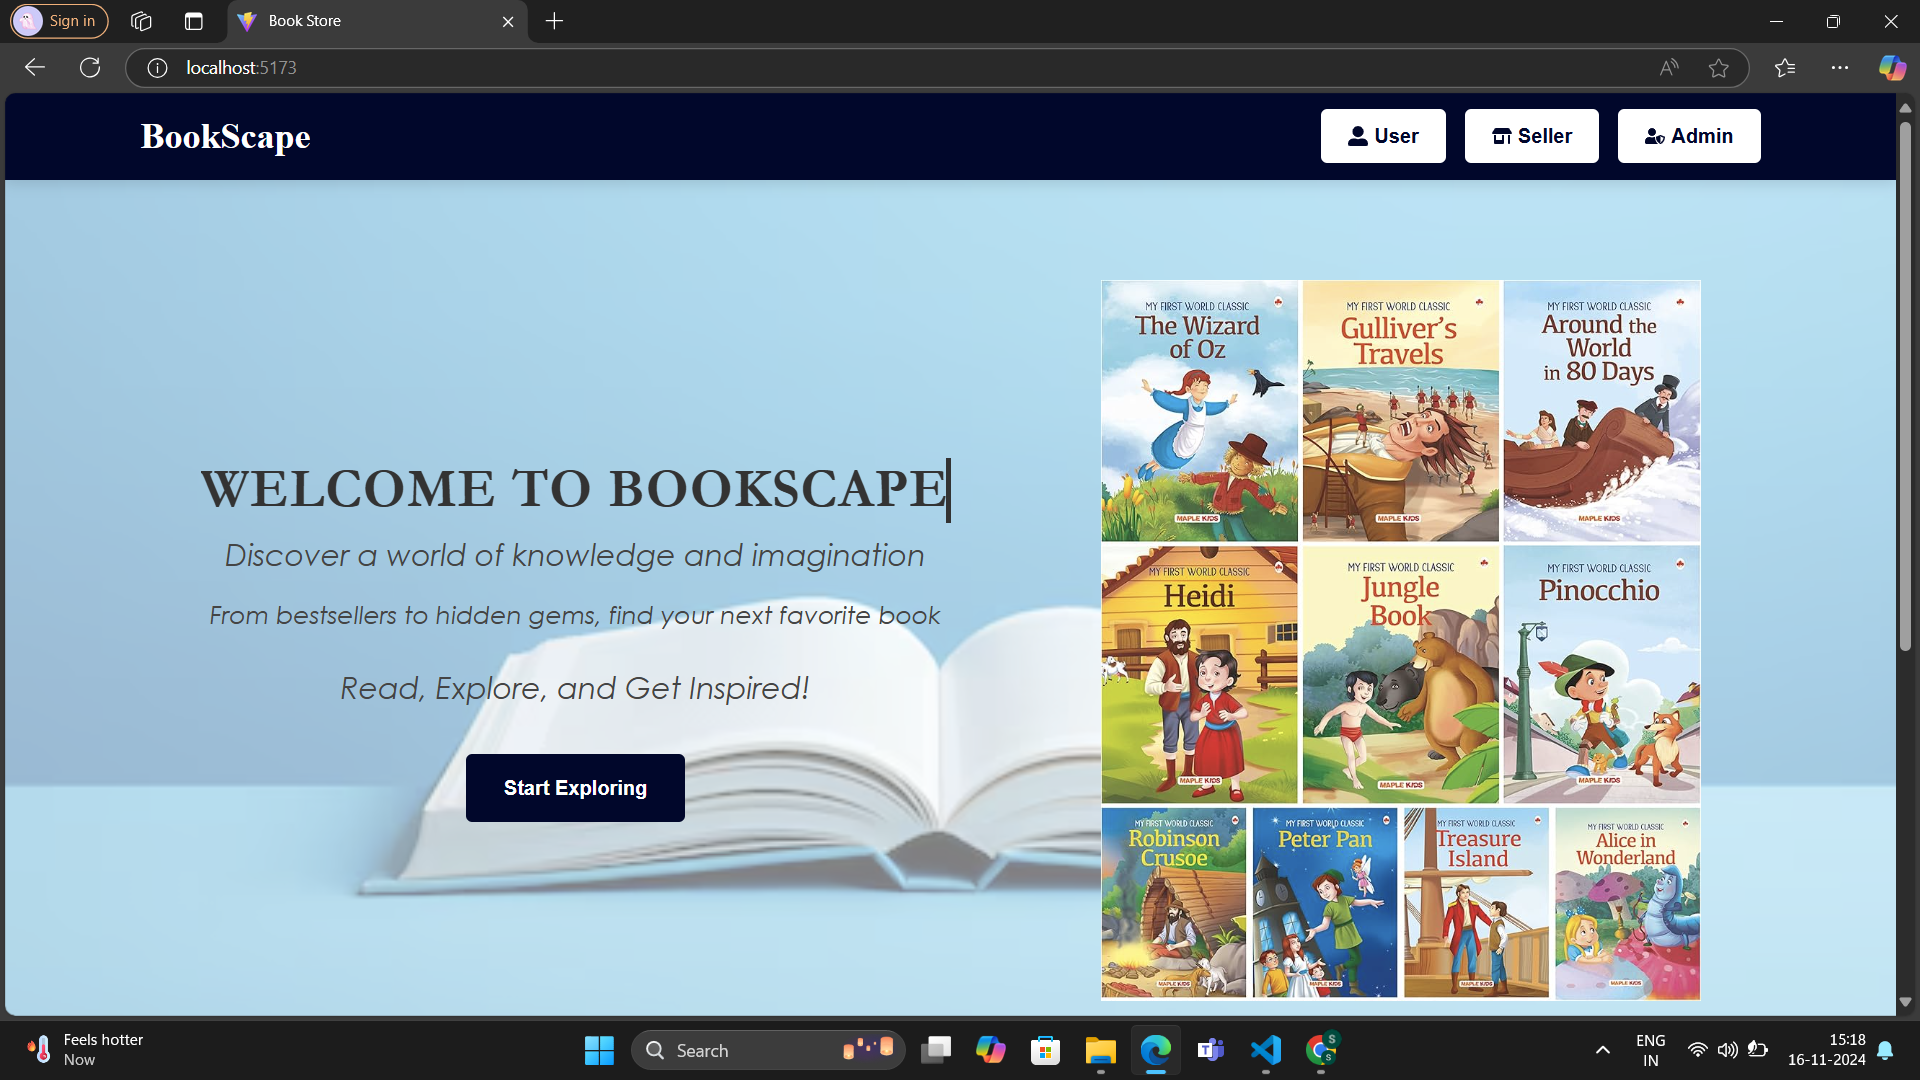 Sign in
Book Store
localhost:5173
BookScape
User
Seller
Admin
WELCOME TO BOOKSCAPE
Discover a world of knowledge and imagination
From bestsellers to hidden gems, find your next favorite book
Read, Explore, and Get Inspired!
Start Exploring
MY FIRST WORLD CLASSIC
The Wizard
of Oz
MAPLE KIDS
MY FIRST WORLD CLASSIC
Gulliver's
Travels
MAPLE KIDS
MY FIRST WORLD CLASSIC
Around the
World
in 80 Days
MAPLE KIDS
MY FIRST WORLD CLASSIC
Heidi
MAPLE KIDS
MY FIRST WORLD CLASSIC
Jungle
Book
MAPLE KIDS
MY FIRST WORLD CLASSIC
Pinocchio
MAPLE KIDS
MY FIRST WORLD CLASSIC
Robinson
Crusoe
MAPLE KIDS
MY FIRST WORLD CLASSIC
Peter Pan
MAPLE KIDS
MY FIRST WORLD CLASSIC
Treasure
Island
MAPLE KIDS
MY FIRST WORLD CLASSIC
Alice in
Wonderland
MAPLE KIDS
Feels hotter
Now
Search
ENG
IN
15:18
16-11-2024